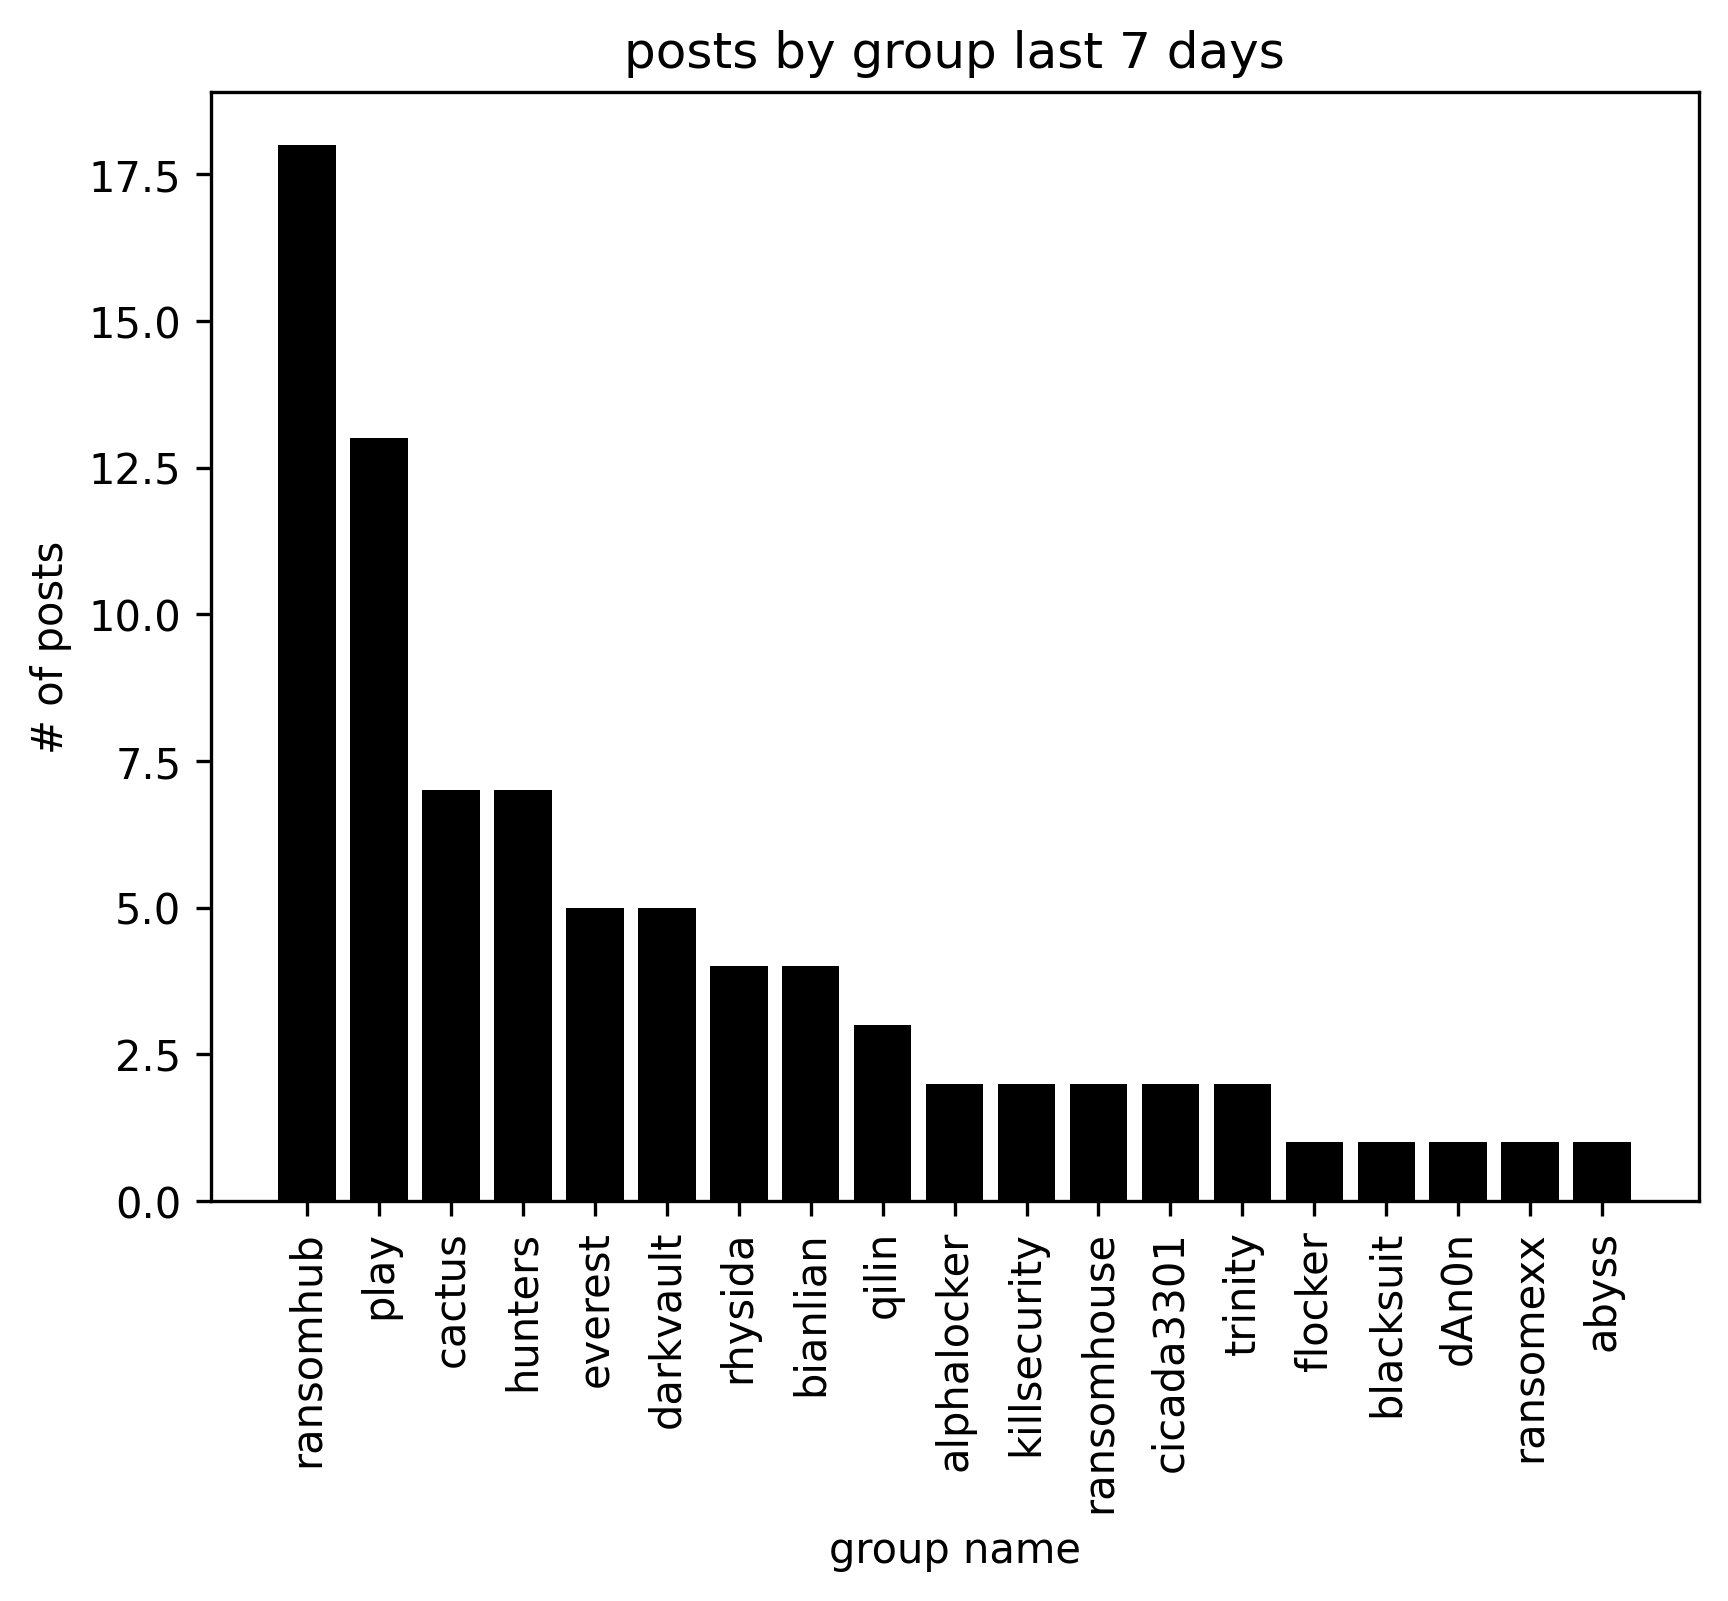 posts by group last 7 days
17.5
15.0
12.5
10.0
7.5
5.0
2.5
0.0
# of posts
ransomhub
play
cactus
hunters
everest
darkvault
rhysida
bianlian
qilin
alphalocker
killsecurity
ransomhouse
cicada3301
trinity
flocker
blacksuit
dAn0n
ransomexx
abyss
group name